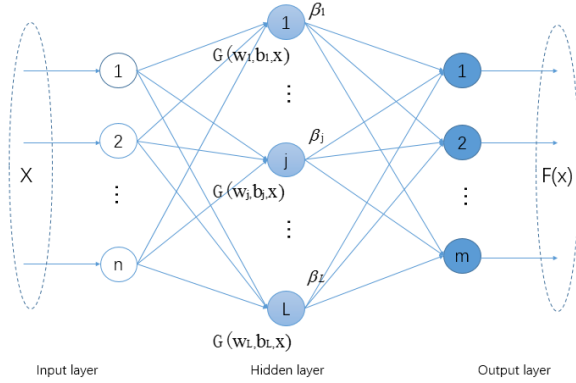 1
β1
G(w1,b1,x)
1
1
...
X
2
βj
j
2
F(x)
...
G(wj,bj,x)
...
...
n
m
βL
L
G(wL,bL,x)
Input layer
Hidden layer
Output layer